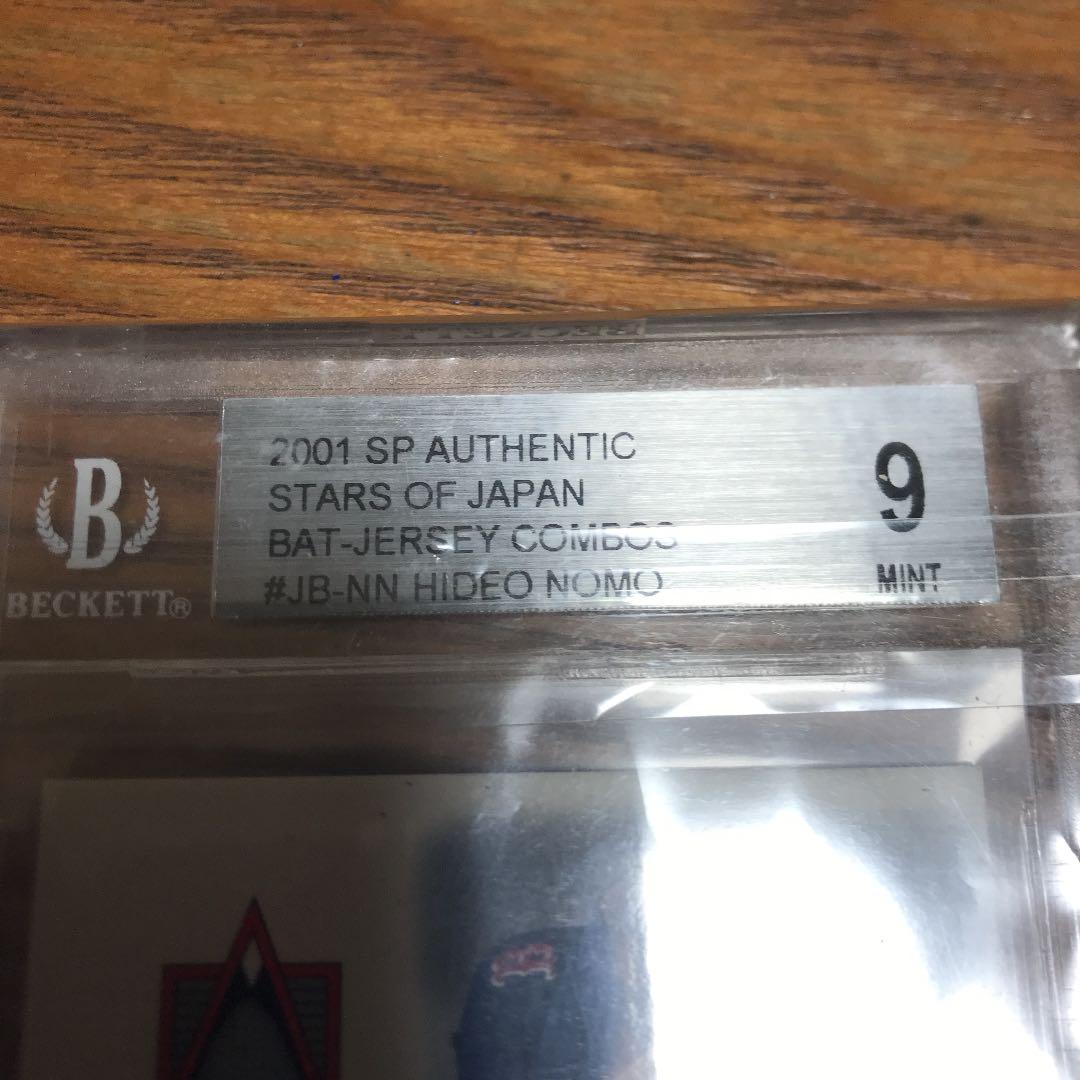 2001 SP AUTHENTIC
STARS OF JAPAN
BAT-JERSEY COMBOS
#JB-NN HIDEO NOMO
9
MINT
B
BECKETT®
B